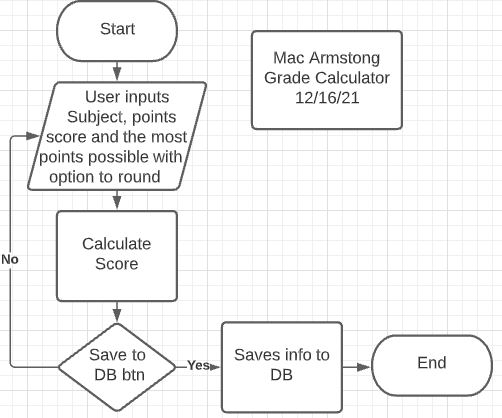 Start
Mac Armstong
Grade Calculator
12/16/21
User inputs
Subject, points
score and the most
points possible with
option to round
Calculate
Score
No
Save to
DB btn
Yes
Saves info to
DB
End